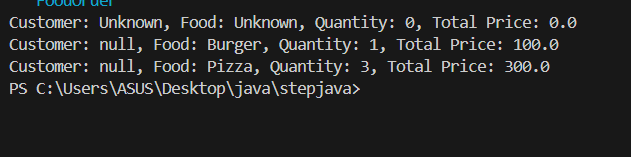 FoodOrder
Customer: Unknown, Food: Unknown, Quantity: 0, Total Price: 0.0
Customer: null, Food: Burger, Quantity: 1, Total Price: 100.0
Customer: null, Food: Pizza, Quantity: 3, Total Price: 300.0
PS C:\Users\ASUS\Desktop\java\stepjava>